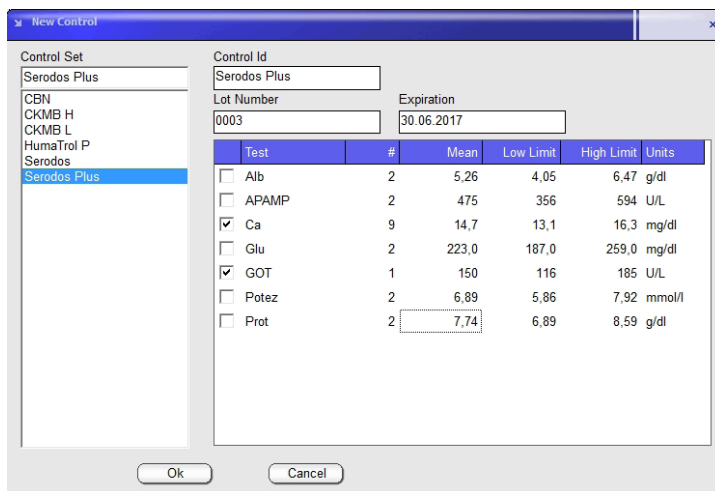 New Control
Control Set
Serodos Plus
CBN
CKMB H
CKMB L
HumaTrol P
Serodos
Serodos Plus
Control Id
Serodos Plus
Lot Number Expiration
0003 30.06.2017
Test # Mean Low Limit High Limit Units
Alb 2 5,26 4,05 6,47 g/dl
APAMP 2 475 356 594 U/L
Ca 9 14,7 13,1 16,3 mg/dl
Glu 2 223,0 187,0 259,0 mg/dl
GOT 1 150 116 185 U/L
Potez 2 6,89 5,86 7,92 mmol/l
Prot 2 7,74 6,89 8,59 g/dl
Ok Cancel